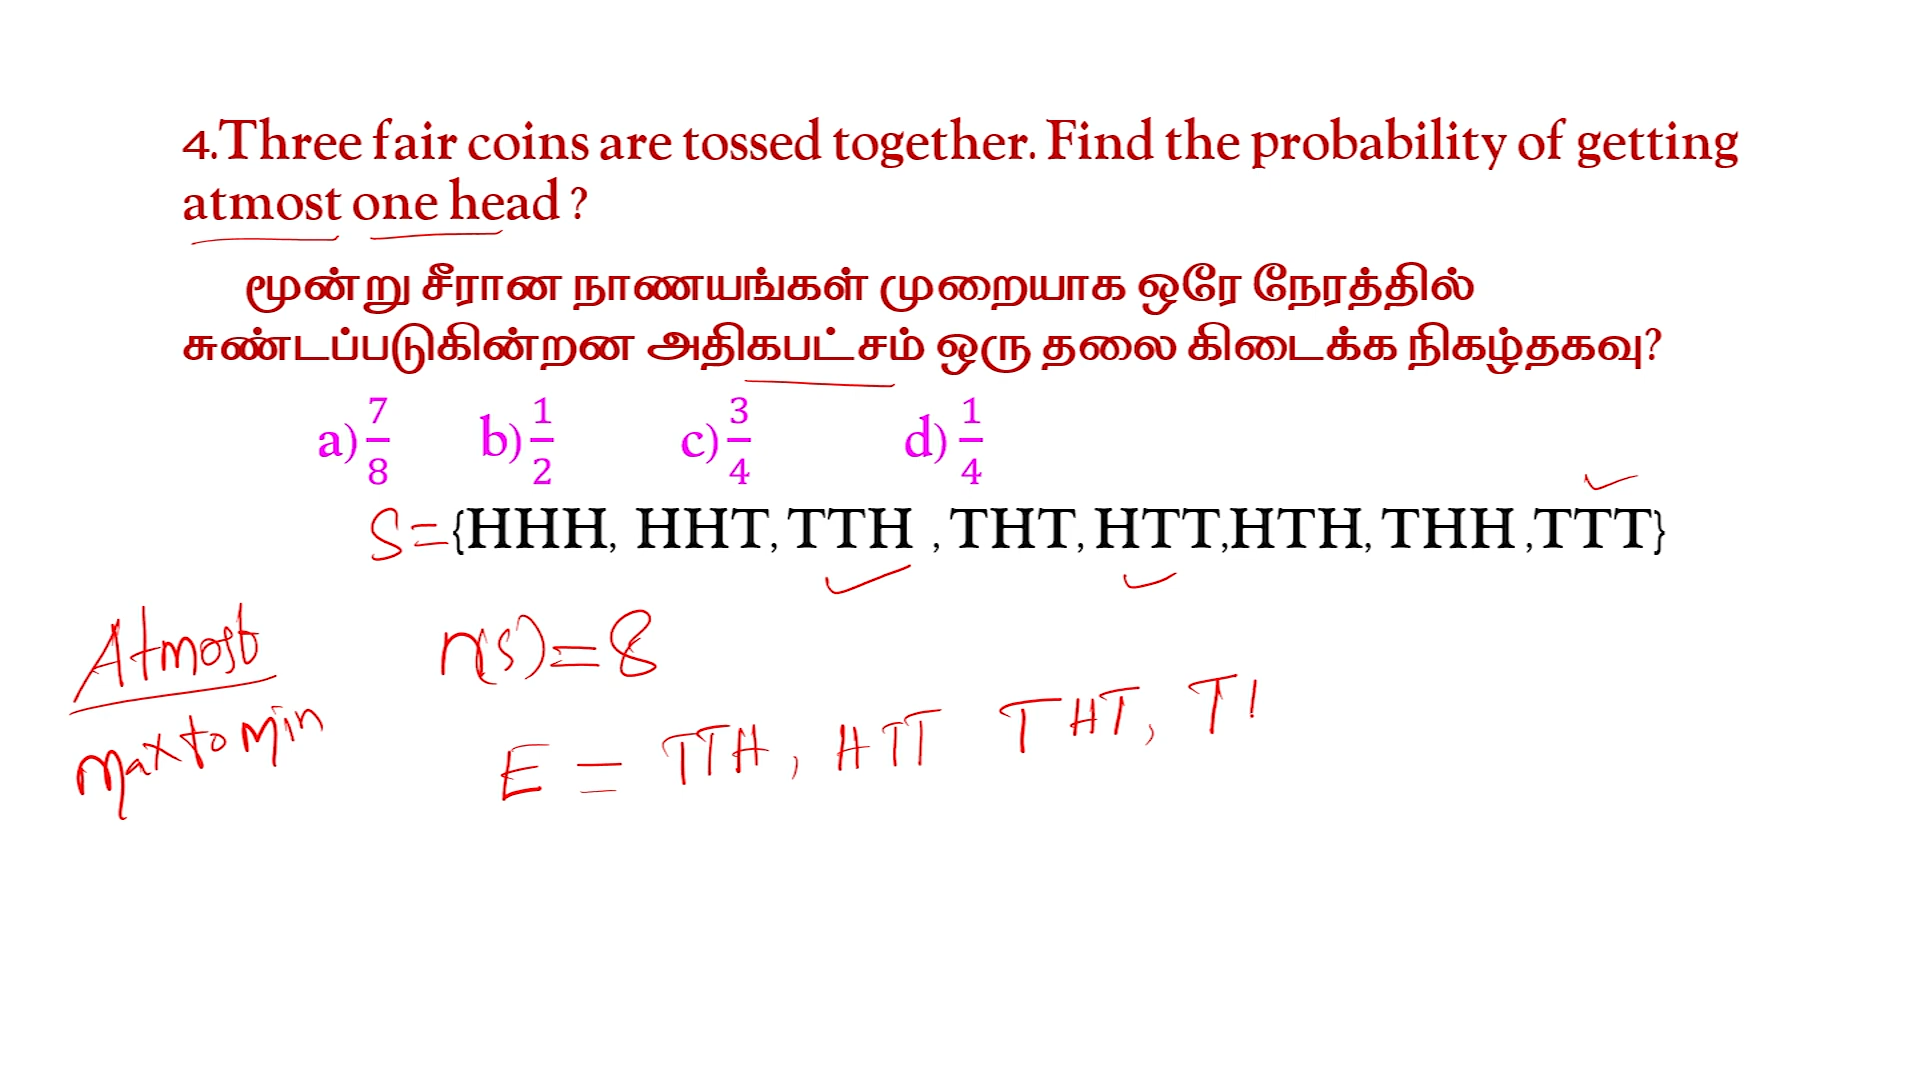 4.Three fair coins are tossed together. Find the probability of getting
atmost one head ?
மூன்று சீரான நாணயங்கள் முறையாக ஒரே நேரத்தில்
சுண்டப்படுகின்றன அதிகபட்சம் ஒரு தலை கிடைக்க நிகழ்தகவு?
a) 7/8 b) 1/2 c) 3/4 d) 1/4
S={HHH, HHT, TTH , THT, HTT,HTH, THH ,TTT}
Atmost
max to min
n(s)=8
E = TTH, HTT THT, T